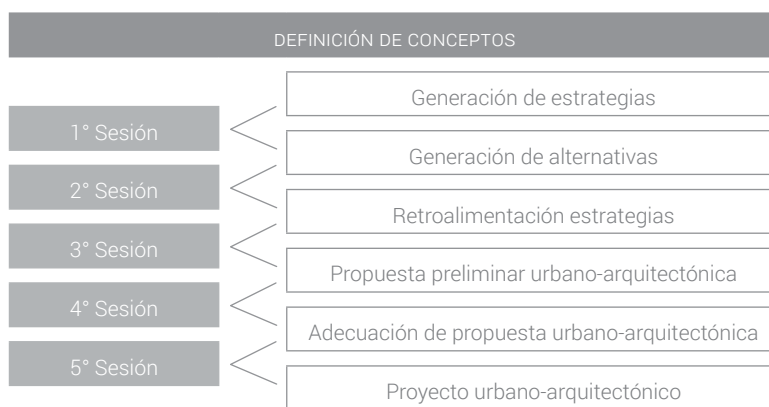 DEFINICIÓN DE CONCEPTOS
Generación de estrategias
1° Sesión
Generación de alternativas
2° Sesión
Retroalimentación estrategias
3° Sesión
Propuesta preliminar urbano-arquitectónica
4° Sesión
Adecuación de propuesta urbano-arquitectónica
5° Sesión
Proyecto urbano-arquitectónico